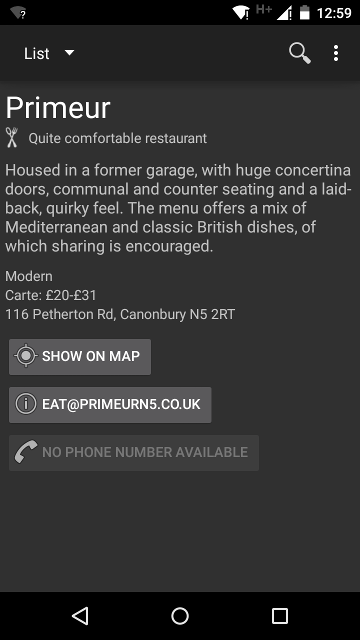 H+ 12:59
List
Primeur
Quite comfortable restaurant
Housed in a former garage, with huge concertina
doors, communal and counter seating and a laid-
back, quirky feel. The menu offers a mix of
Mediterranean and classic British dishes, of
which sharing is encouraged.
Modern
Carte: £20-£31
116 Petherton Rd, Canonbury N5 2RT
SHOW ON MAP
EAT@PRIMEURN5.CO.UK
NO PHONE NUMBER AVAILABLE